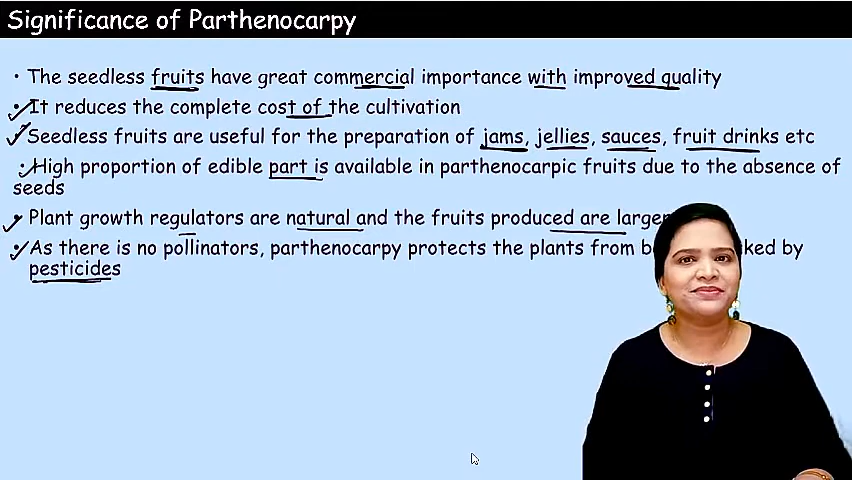 Significance of Parthenocarpy
• The seedless fruits have great commercial importance with improved quality
• It reduces the complete cost of the cultivation
Seedless fruits are useful for the preparation of jams, jellies, sauces, fruit drinks etc
• High proportion of edible part is available in parthenocarpic fruits due to the absence of
seeds
• Plant growth regulators are natural and the fruits produced are larger
• As there is no pollinators, parthenocarpy protects the plants from by
pesticides